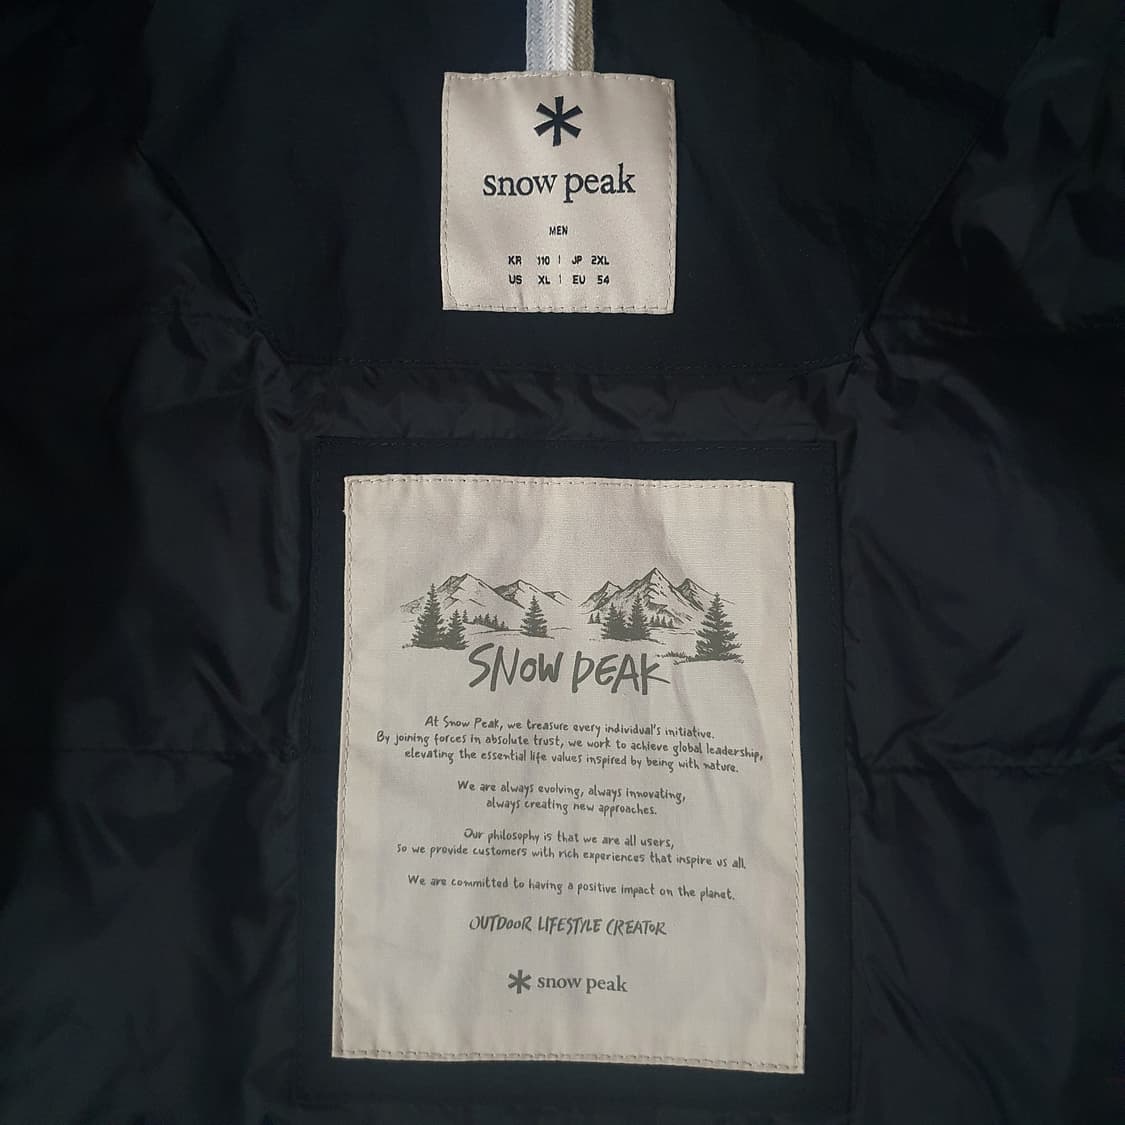 snow peak
MEN
KR 110 | JP 2XL
US XL | EU 54
SNOW PEAK
At Snow Peak, we treasure every individual's initiative.
By joining forces in absolute trust, we work to achieve global leadership,
elevating the essential life values inspired by being with nature.
We are always evolving, always innovating,
always creating new approaches.
Our philosophy is that we are all users,
so we provide customers with rich experiences that inspire us all.
We are committed to having a positive impact on the planet.
OUTDOOR LIFESTYLE CREATOR
snow peak